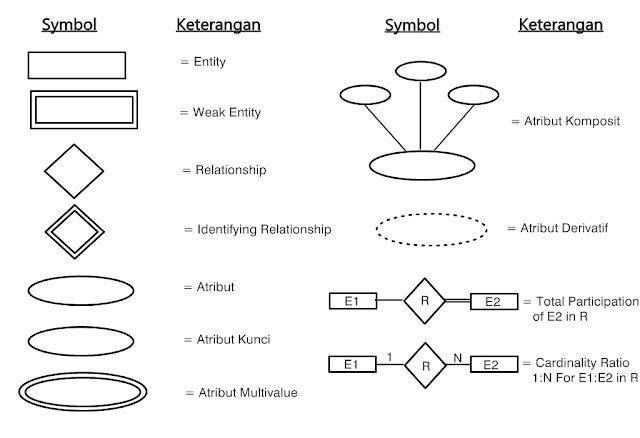 Symbol Keterangan
= Entity
= Weak Entity
= Relationship
= Identifying Relationship
= Atribut
= Atribut Kunci
= Atribut Multivalue
Symbol Keterangan
= Atribut Komposit
= Atribut Derivatif
E1 R E2 = Total Participation
of E2 in R
E1 1 R N E2 = Cardinality Ratio
1:N For E1:E2 in R